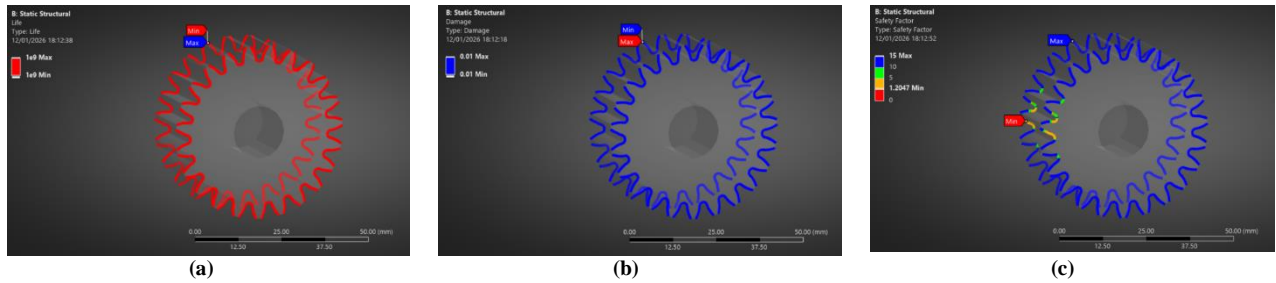 B: Static Structural
Life
Type: Life
12/01/2026 18:12:38
1e9 Max
1e9 Min
Min
Max
0.00 25.00 50.00 (mm)
12.50 37.50
(a)
B: Static Structural
Damage
Type: Damage
12/01/2026 18:12:18
0.01 Max
0.01 Min
Min
Max
0.00 25.00 50.00 (mm)
12.50 37.50
(b)
B: Static Structural
Safety Factor
Type: Safety Factor
12/01/2026 18:12:52
15 Max
10
5
1.2047 Min
0
Max
Min
0.00 25.00 50.00 (mm)
12.50 37.50
(c)